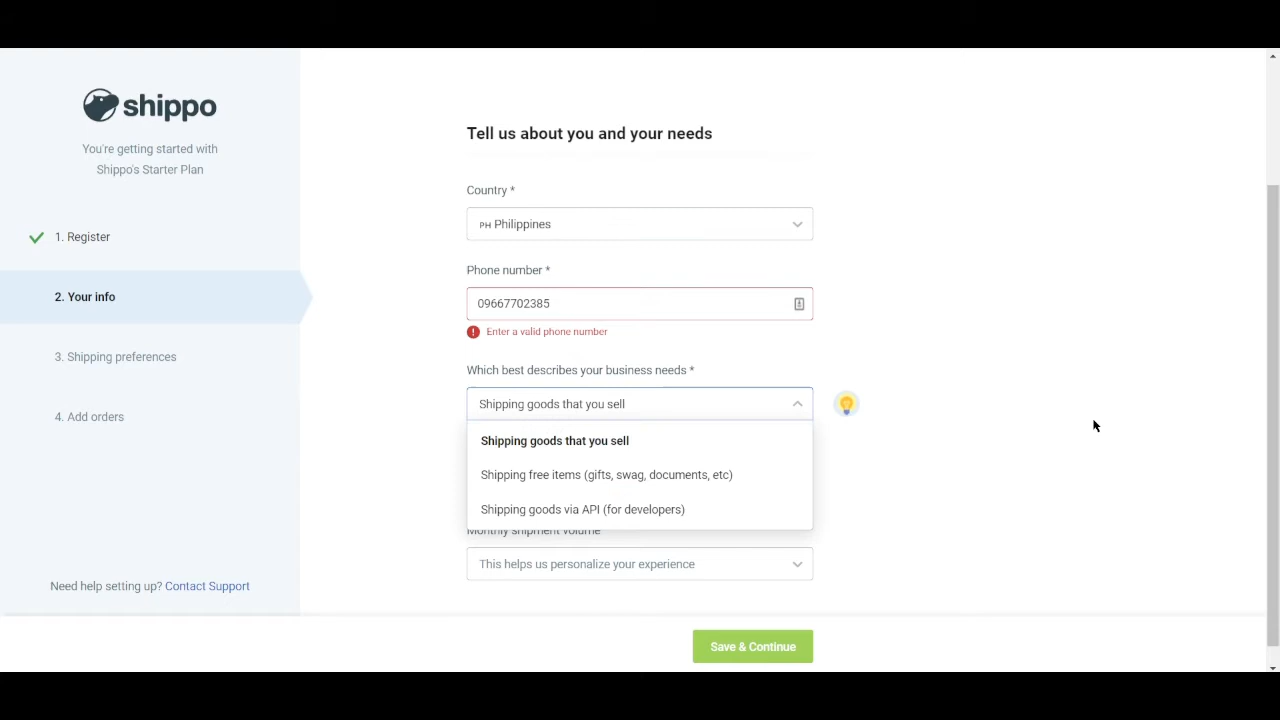 shippo
You're getting started with
Shippo's Starter Plan
1. Register
2. Your info
3. Shipping preferences
4. Add orders
Need help setting up? Contact Support
Tell us about you and your needs
Country *
PH Philippines
Phone number *
09667702385
Enter a valid phone number
Which best describes your business needs *
Shipping goods that you sell
Shipping goods that you sell
Shipping free items (gifts, swag, documents, etc)
Shipping goods via API (for developers)
Monthly shipment volume
This helps us personalize your experience
Save & Continue